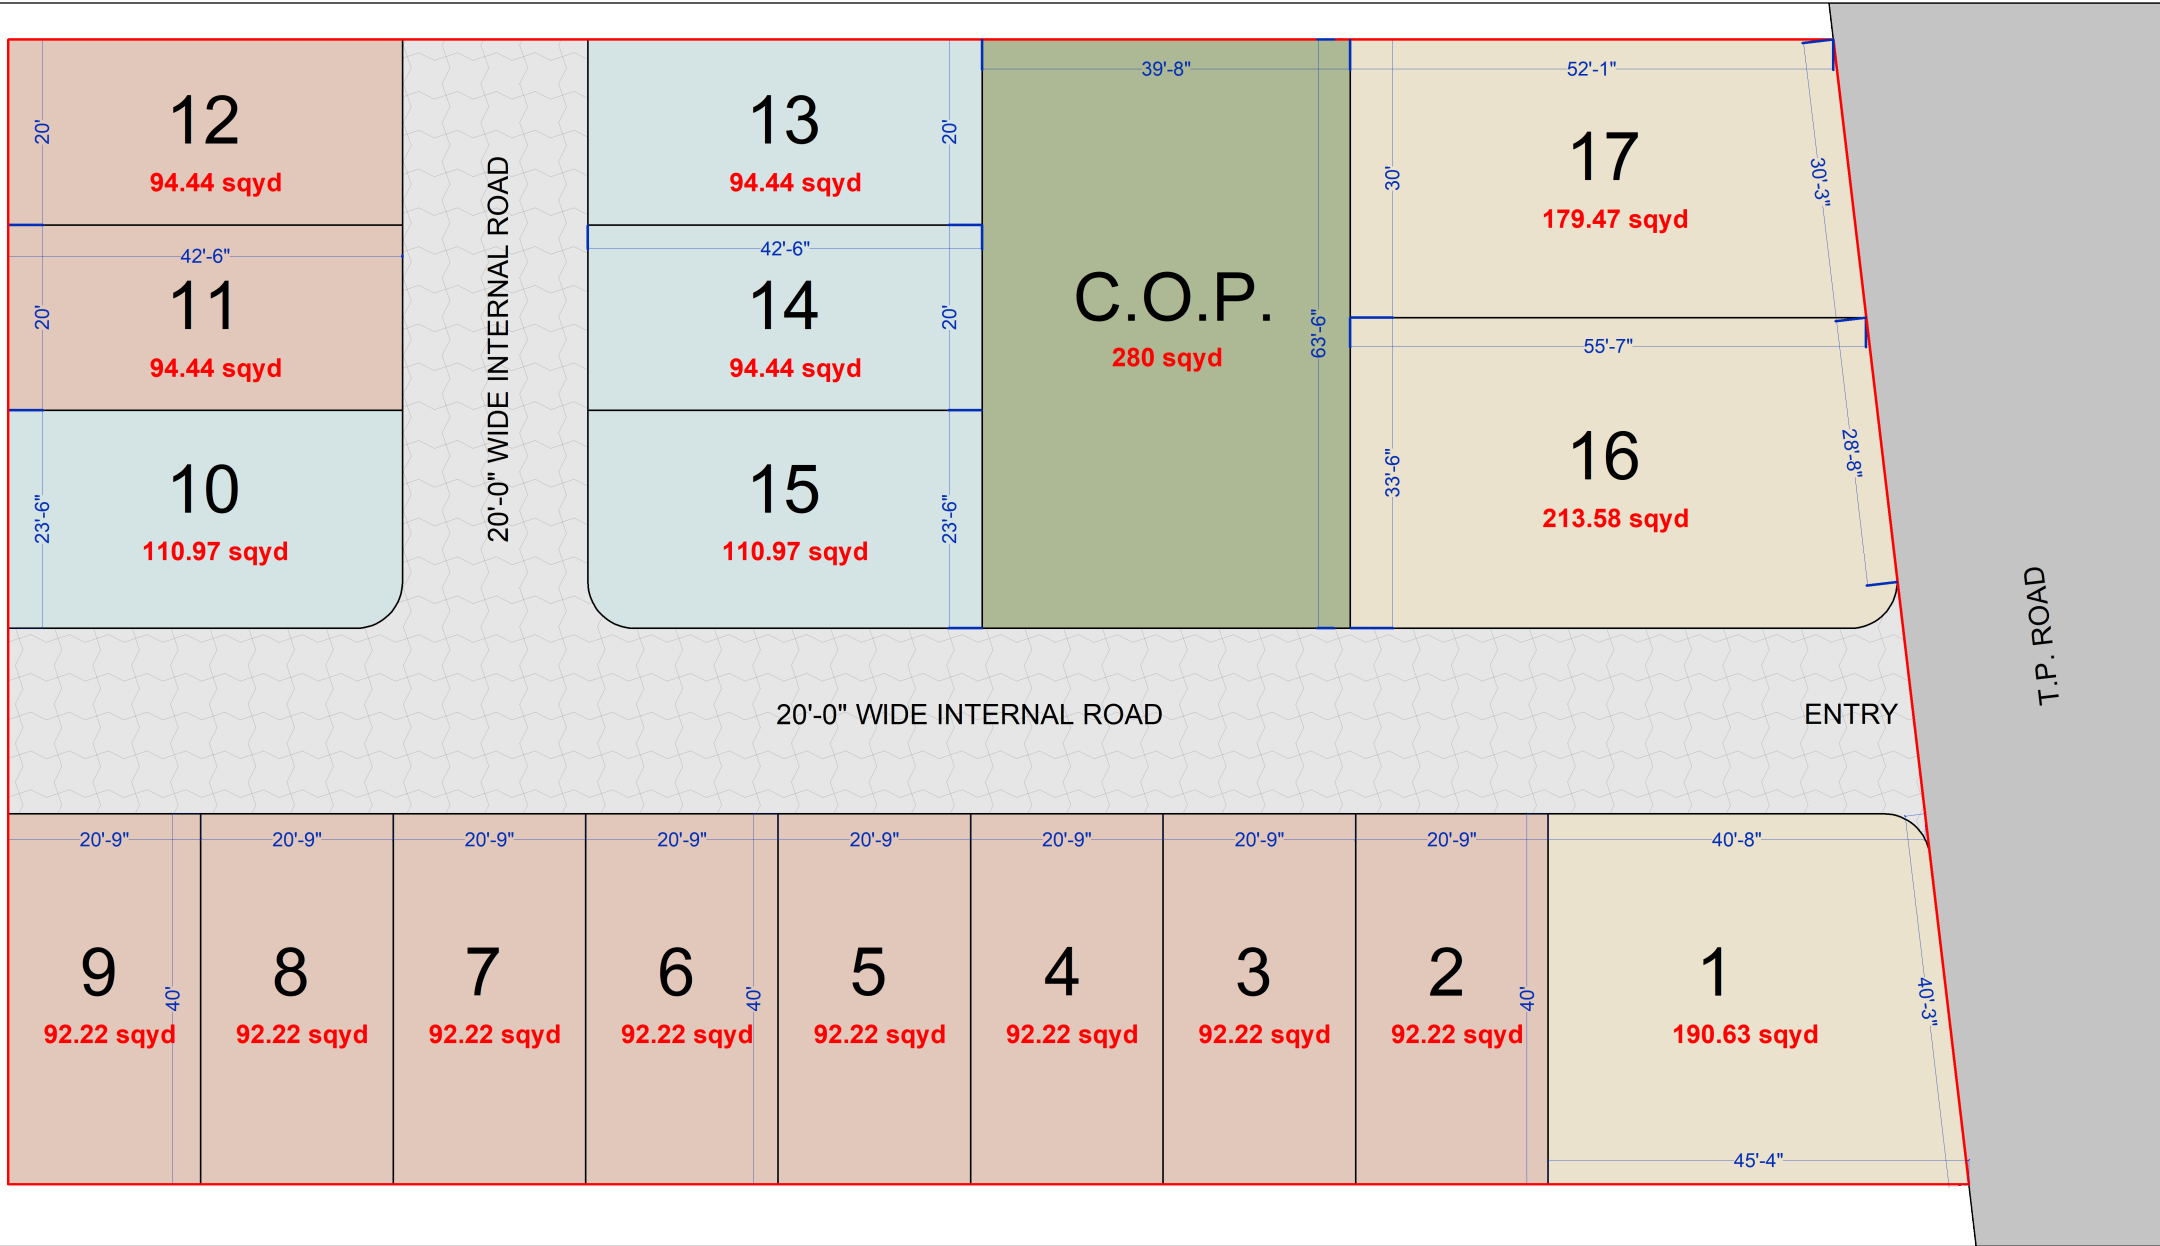 12
94.44 sqyd
20'
42'-6"
11
94.44 sqyd
20'
10
110.97 sqyd
23'-6"
20'-0" WIDE INTERNAL ROAD
13
94.44 sqyd
20'
42'-6"
14
94.44 sqyd
20'
15
110.97 sqyd
23'-6"
39'-8"
C.O.P.
280 sqyd
63'-6"
52'-1"
17
179.47 sqyd
30'
30'-3"
55'-7"
16
213.58 sqyd
33'-6"
28'-8"
20'-0" WIDE INTERNAL ROAD
ENTRY
T.P. ROAD
20'-9"
9
92.22 sqyd
40'
20'-9"
8
92.22 sqyd
20'-9"
7
92.22 sqyd
20'-9"
6
92.22 sqyd
40'
20'-9"
5
92.22 sqyd
20'-9"
4
92.22 sqyd
20'-9"
3
92.22 sqyd
20'-9"
2
92.22 sqyd
40'
40'-8"
1
190.63 sqyd
40'-3"
45'-4"